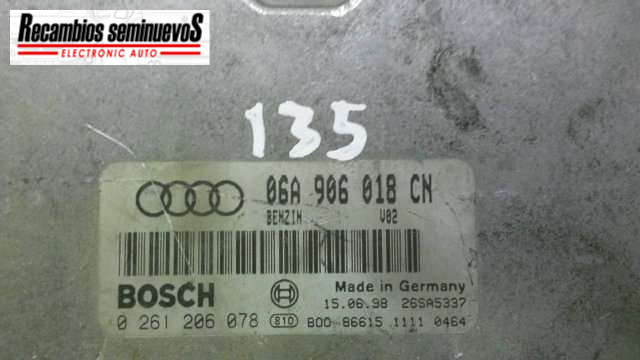 Recambios seminuevoS
ELECTRONIC AUTO
135
06A 906 018 CN
BENZIN V02
BOSCH
Made in Germany
15.06.98 26SA5337
0 261 206 078 810 B00 86615 1111 0464